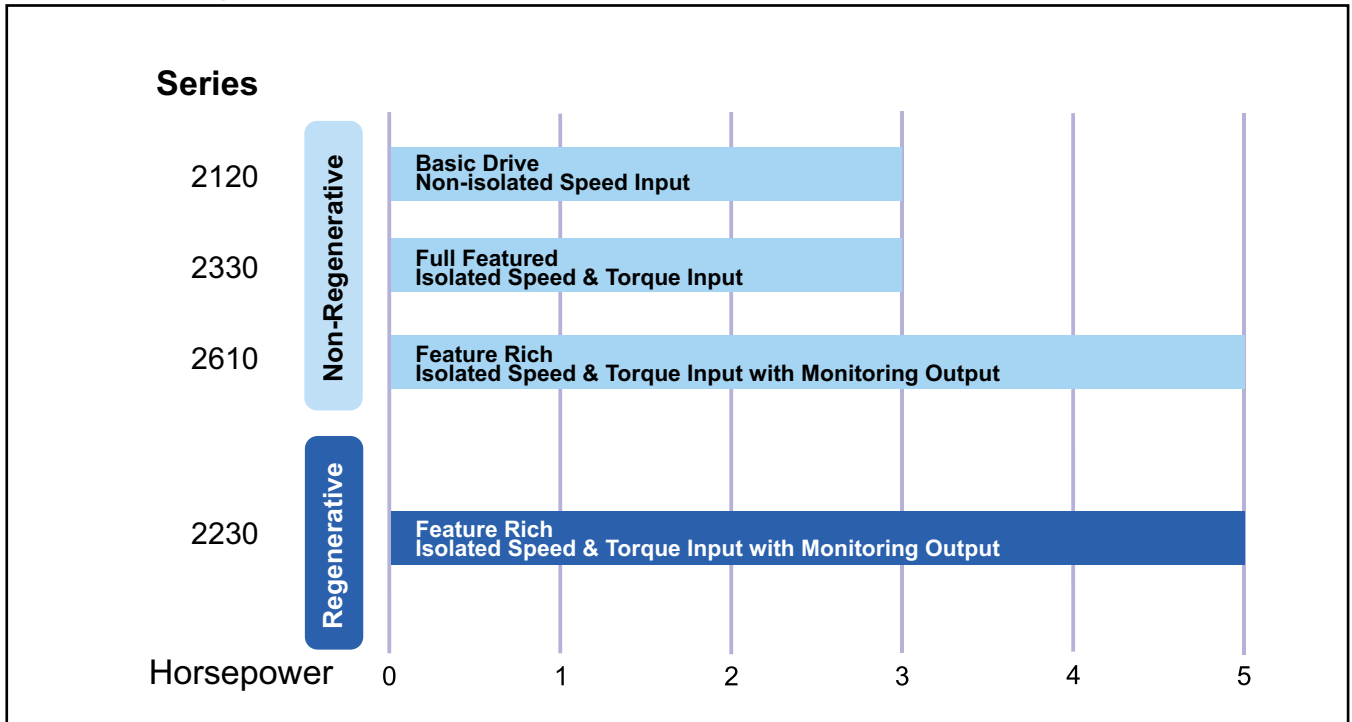 Series
Non-Regenerative
2120
Basic Drive
Non-isolated Speed Input
2330
Full Featured
Isolated Speed & Torque Input
2610
Feature Rich
Isolated Speed & Torque Input with Monitoring Output
Regenerative
2230
Feature Rich
Isolated Speed & Torque Input with Monitoring Output
Horsepower 0 1 2 3 4 5